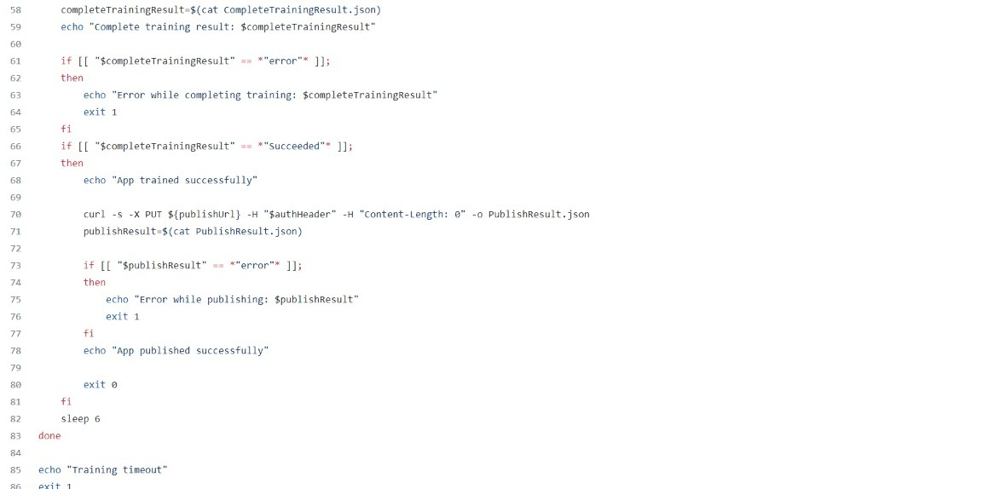 58 completeTrainingResult=$(cat CompleteTrainingResult.json)
59 echo "Complete training result: $completeTrainingResult"
60
61 if [[ "$completeTrainingResult" == *"error"* ]];
62 then
63 echo "Error while completing training: $completeTrainingResult"
64 exit 1
65 fi
66 if [[ "$completeTrainingResult" == *"Succeeded"* ]];
67 then
68 echo "App trained successfully"
69
70 curl -s -X PUT ${publishUrl} -H "$authHeader" -H "Content-Length: 0" -o PublishResult.json
71 publishResult=$(cat PublishResult.json)
72
73 if [[ "$publishResult" == *"error"* ]];
74 then
75 echo "Error while publishing: $publishResult"
76 exit 1
77 fi
78 echo "App published successfully"
79
80 exit 0
81 fi
82 sleep 6
83 done
84
85 echo "Training timeout"
86 exit 1